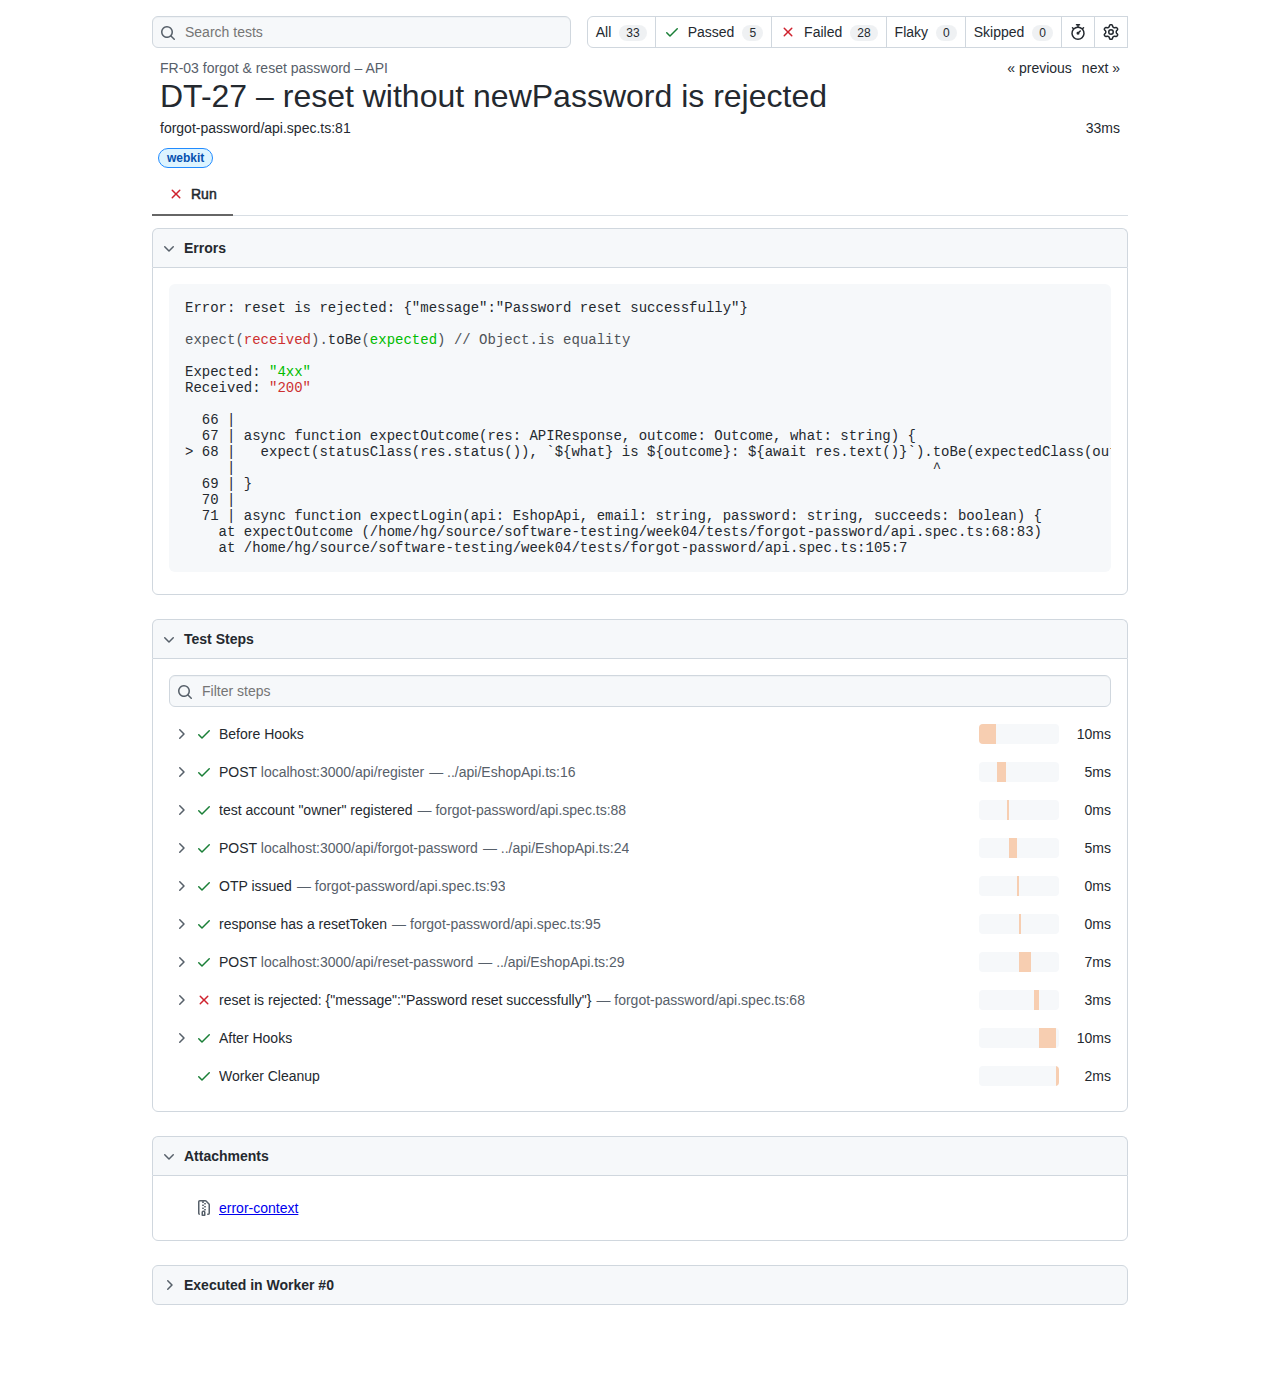 Search tests
All 33 Passed 5 Failed 28 Flaky 0 Skipped 0
FR-03 forgot & reset password – API
« previous next »
DT-27 – reset without newPassword is rejected
forgot-password/api.spec.ts:81
33ms
webkit
Run
Errors
Error: reset is rejected: {"message":"Password reset successfully"}
expect(received).toBe(expected) // Object.is equality
Expected: "4xx"
Received: "200"
66 |
67 | async function expectOutcome(res: APIResponse, outcome: Outcome, what: string) {
> 68 |   expect(statusClass(res.status()), `${what} is ${outcome}: ${await res.text()}`).toBe(expectedClass(ou
|                                                                                   ^
69 | }
70 |
71 | async function expectLogin(api: EshopApi, email: string, password: string, succeeds: boolean) {
at expectOutcome (/home/hg/source/software-testing/week04/tests/forgot-password/api.spec.ts:68:83)
at /home/hg/source/software-testing/week04/tests/forgot-password/api.spec.ts:105:7
Test Steps
Filter steps
Before Hooks 10ms
POST localhost:3000/api/register — ../api/EshopApi.ts:16 5ms
test account "owner" registered — forgot-password/api.spec.ts:88 0ms
POST localhost:3000/api/forgot-password — ../api/EshopApi.ts:24 5ms
OTP issued — forgot-password/api.spec.ts:93 0ms
response has a resetToken — forgot-password/api.spec.ts:95 0ms
POST localhost:3000/api/reset-password — ../api/EshopApi.ts:29 7ms
reset is rejected: {"message":"Password reset successfully"} — forgot-password/api.spec.ts:68 3ms
After Hooks 10ms
Worker Cleanup 2ms
Attachments
error-context
Executed in Worker #0